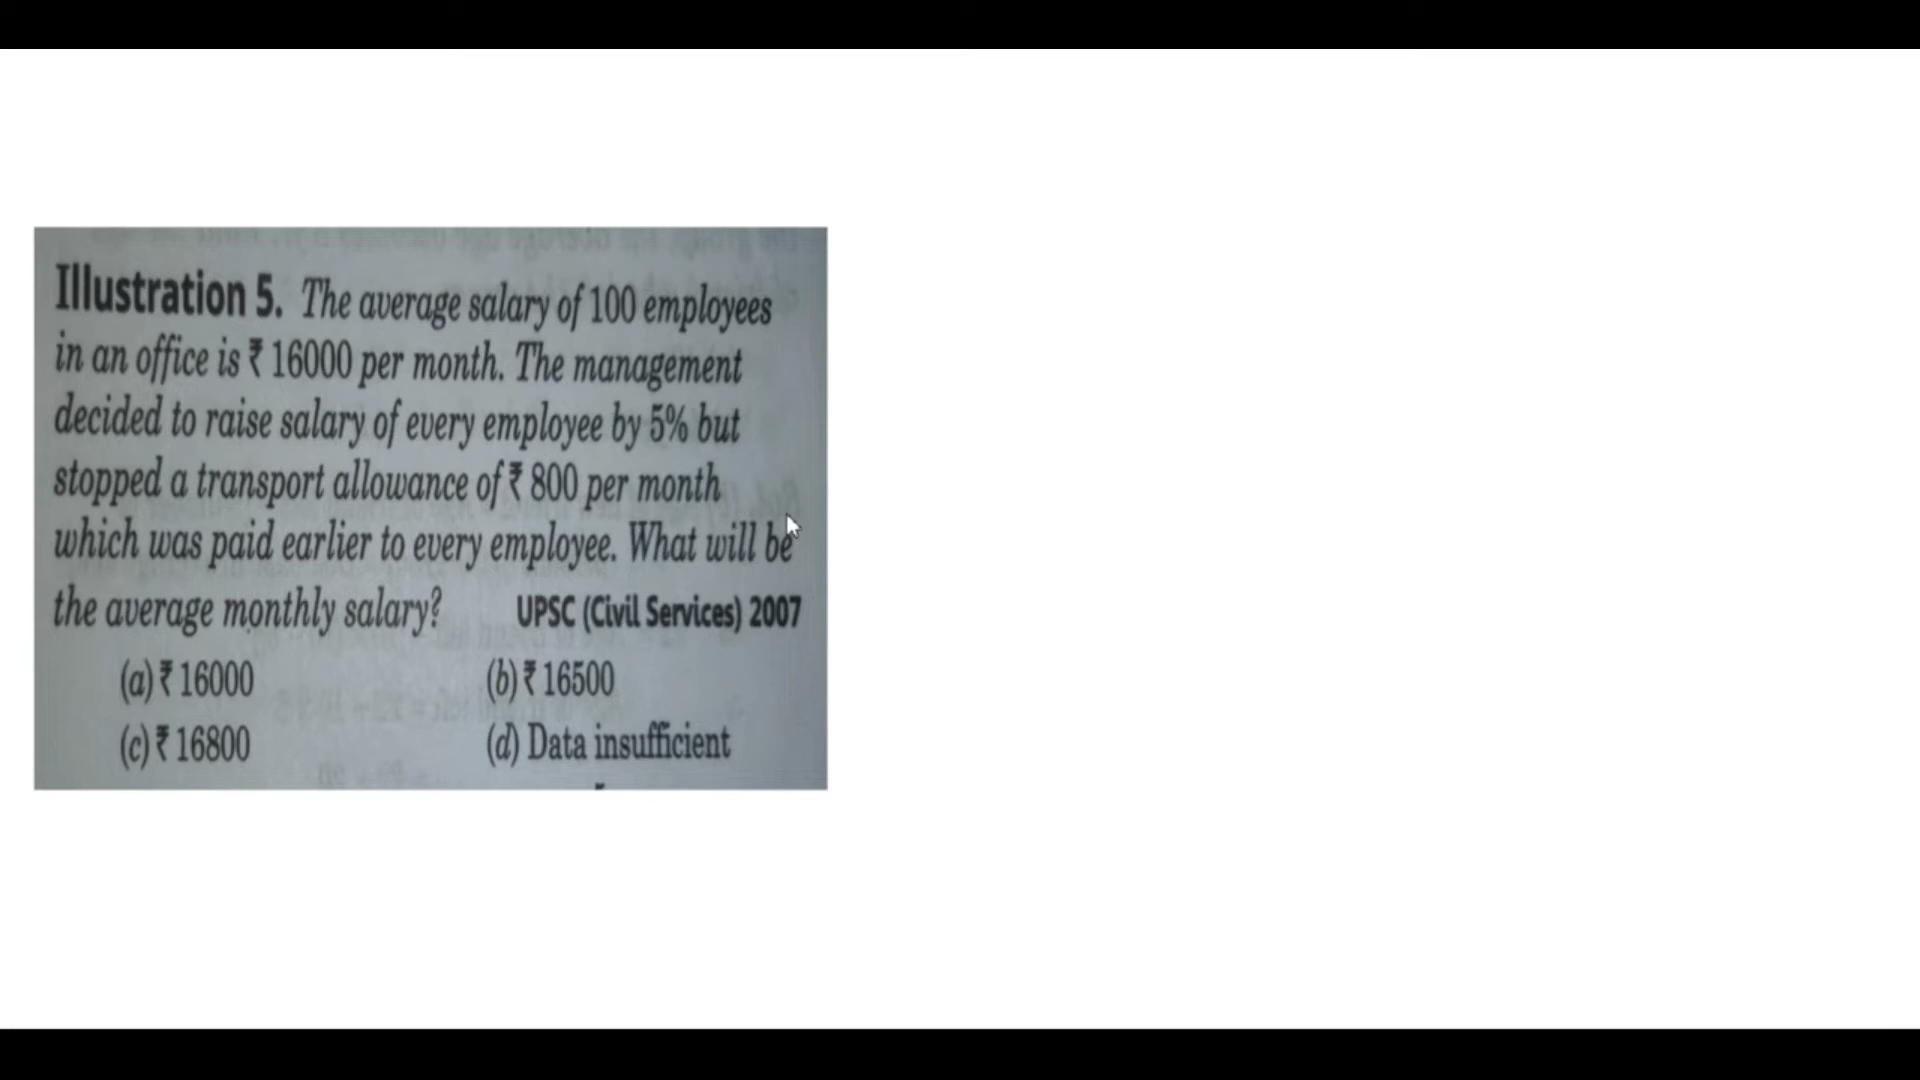 Illustration 5. The average salary of 100 employees
in an office is ₹ 16000 per month. The management
decided to raise salary of every employee by 5% but
stopped a transport allowance of ₹ 800 per month
which was paid earlier to every employee. What will be
the average monthly salary? UPSC (Civil Services) 2007
(a) ₹ 16000 (b) ₹ 16500
(c) ₹ 16800 (d) Data insufficient